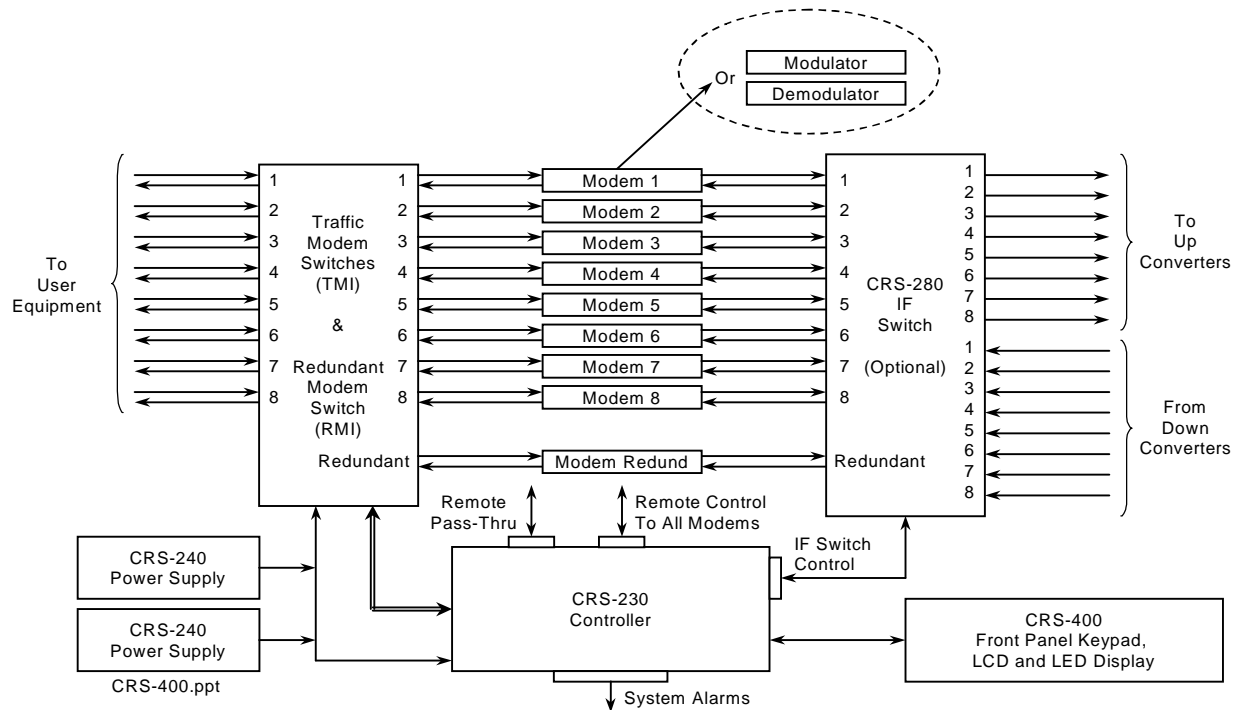 Or
Modulator
Demodulator
To
User
Equipment
1
2
3
4
5
6
7
8
Traffic
Modem
Switches
(TMI)
&
Redundant
Modem
Switch
(RMI)
1
2
3
4
5
6
7
8
Redundant
Modem 1
Modem 2
Modem 3
Modem 4
Modem 5
Modem 6
Modem 7
Modem 8
Modem Redund
1
2
3
4
5
6
7
8
Redundant
CRS-280
IF
Switch
(Optional)
1
2
3
4
5
6
7
8
1
2
3
4
5
6
7
8
To
Up
Converters
From
Down
Converters
Remote
Pass-Thru
Remote Control
To All Modems
IF Switch
Control
CRS-240
Power Supply
CRS-240
Power Supply
CRS-400.ppt
CRS-230
Controller
System Alarms
CRS-400
Front Panel Keypad,
LCD and LED Display